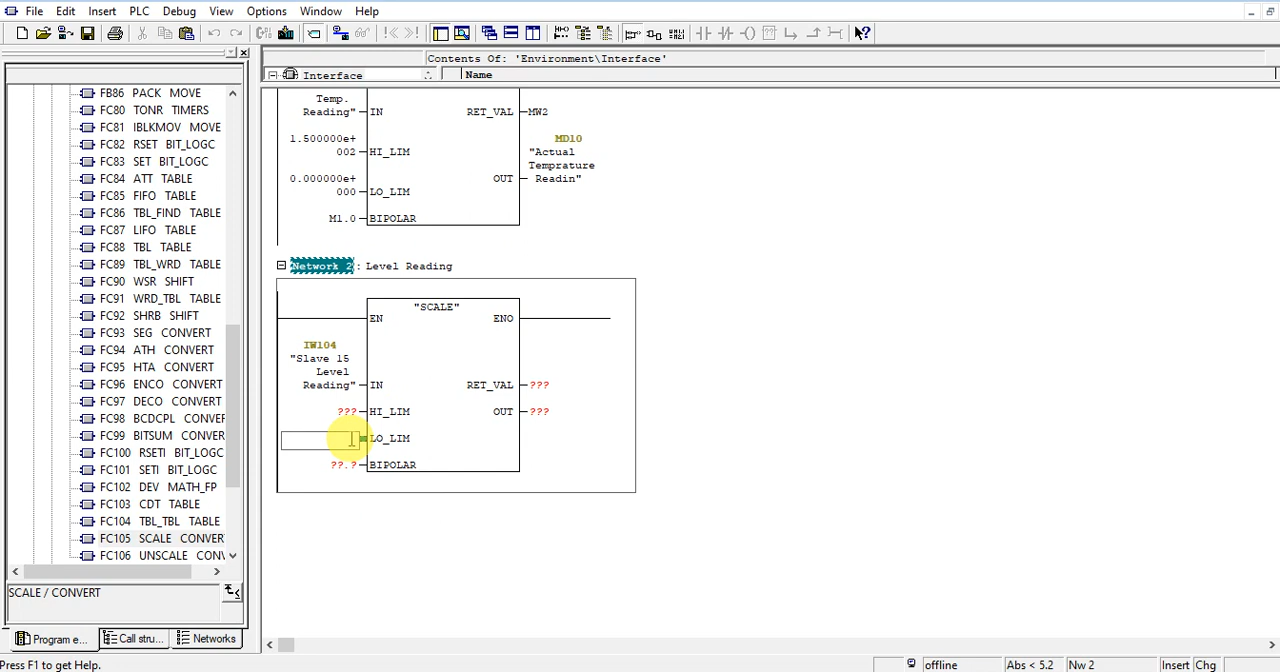 File Edit Insert PLC Debug View Options Window Help
Contents Of: 'Environment\Interface'
Interface
Name
FB86 PACK MOVE
FC80 TONR TIMERS
FC81 IBLKMOV MOVE
FC82 RSET BIT_LOGC
FC83 SET BIT_LOGC
FC84 ATT TABLE
FC85 FIFO TABLE
FC86 TBL_FIND TABLE
FC87 LIFO TABLE
FC88 TBL TABLE
FC89 TBL_WRD TABLE
FC90 WSR SHIFT
FC91 WRD_TBL TABLE
FC92 SHRB SHIFT
FC93 SEG CONVERT
FC94 ATH CONVERT
FC95 HTA CONVERT
FC96 ENCO CONVERT
FC97 DECO CONVERT
FC98 BCDCPL CONVER
FC99 BITSUM CONVER
FC100 RSETI BIT_LOGC
FC101 SETI BIT_LOGC
FC102 DEV MATH_FP
FC103 CDT TABLE
FC104 TBL_TBL TABLE
FC105 SCALE CONVER
FC106 UNSCALE CONV
SCALE / CONVERT
Program e... Call stru... Networks
Temp.
Reading" IN RET_VAL MW2
1.500000e+
002 HI_LIM
MD10
"Actual
Temprature
Readin"
OUT
0.000000e+
000 LO_LIM
M1.0 BIPOLAR
Network 2 : Level Reading
"SCALE"
EN ENO
IW104
"Slave 15
Level
Reading" IN RET_VAL ???
??? HI_LIM OUT ???
LO_LIM
??.? BIPOLAR
Press F1 to get Help.
offline Abs < 5.2 Nw 2 Insert Chg